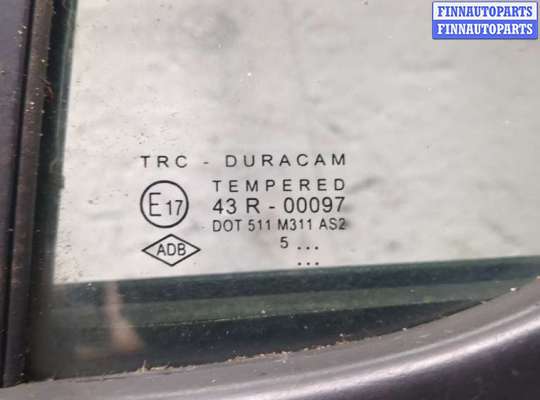 FINNAUTOPARTS
FINNAUTOPARTS
TRC - DURACAM
TEMPERED
E17 43 R - 00097
DOT 511 M311 AS2
ADB 5 ...
...